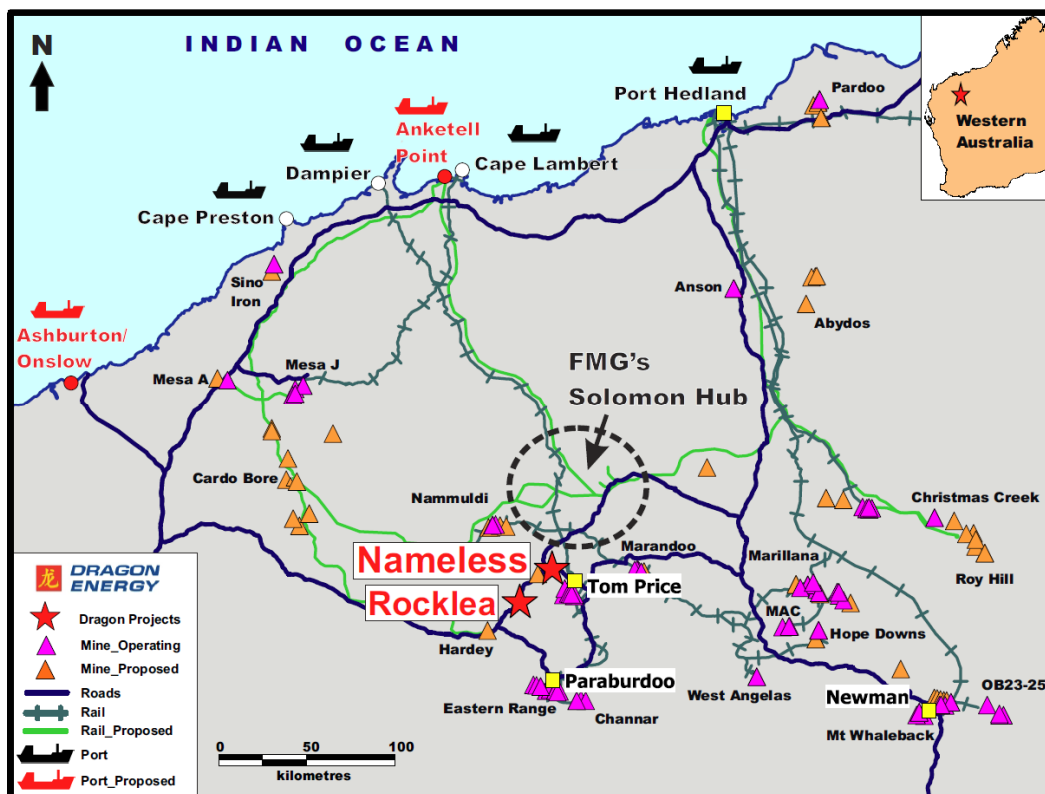 INDIAN OCEAN
N
Port Hedland
Pardoo
Western
Australia
Anketell
Point
Cape Lambert
Dampier
Cape Preston
Sino
Iron
Anson
Abydos
Ashburton/
Onslow
Mesa A
Mesa J
FMG's
Solomon Hub
Cardo Bore
Nammuldi
Christmas Creek
Marandoo
Marillana
Roy Hill
Nameless
Tom Price
Rocklea
MAC
Hope Downs
Hardey
Paraburdoo
West Angelas
Newman
OB23-25
Eastern Range
Channar
Mt Whaleback
龙 DRAGON
ENERGY
Dragon Projects
Mine_Operating
Mine_Proposed
Roads
Rail
Rail_Proposed
Port
Port_Proposed
0 50 100
kilometres